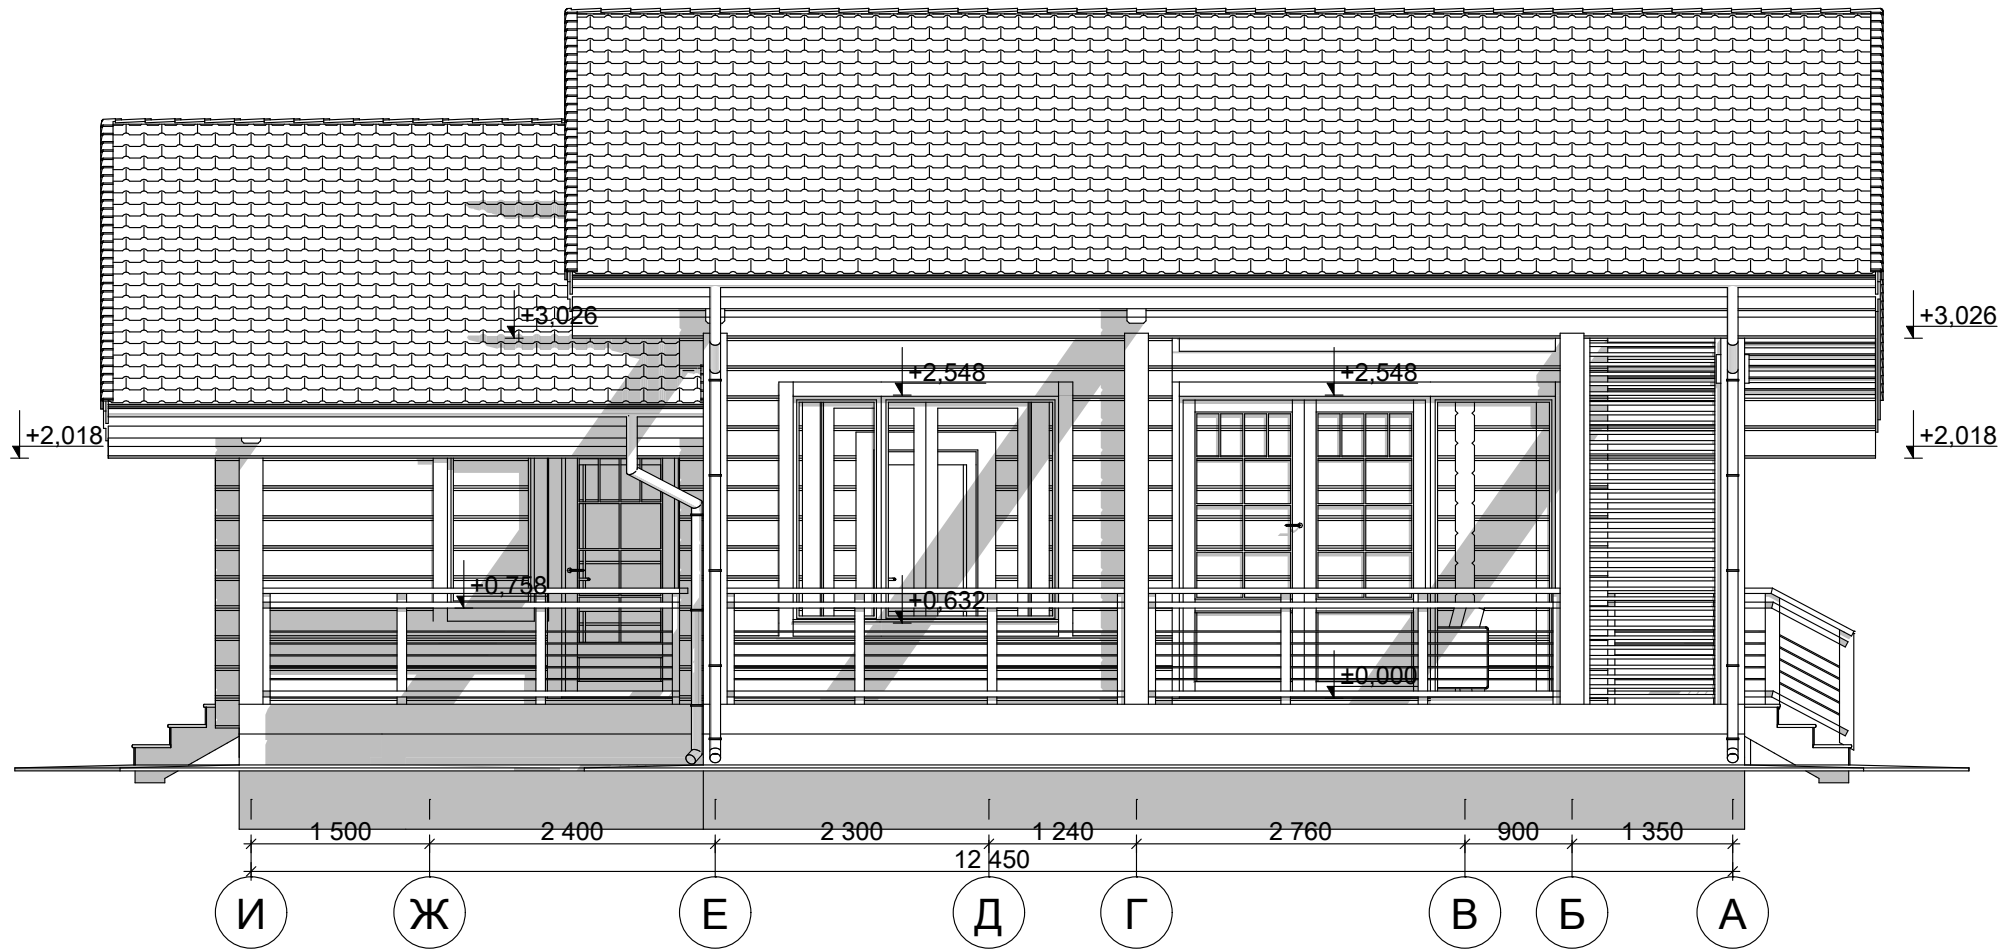 +3,026
+3,026
+2,548
+2,548
+2,018
+2,018
+0,758
+0,632
±0,000
1 500
2 400
2 300
1 240
2 760
900
1 350
12 450
И
Ж
Е
Д
Г
В
Б
А